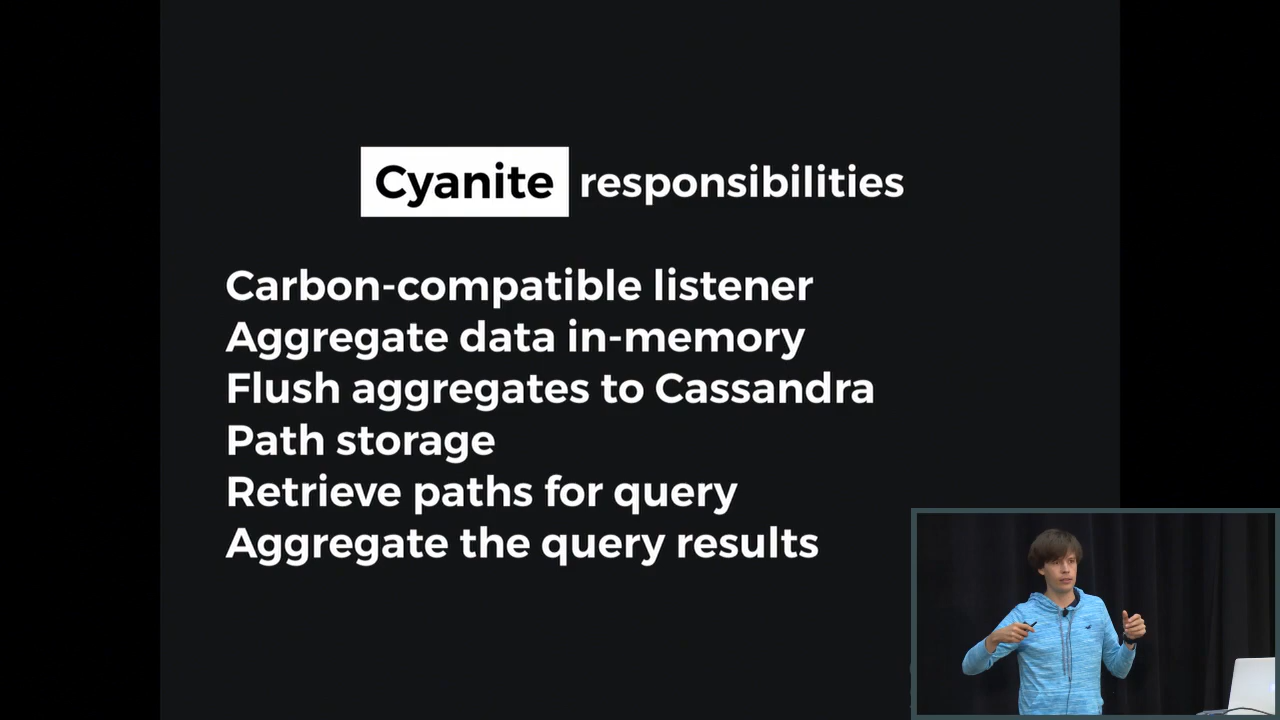 Cyanite responsibilities
Carbon-compatible listener
Aggregate data in-memory
Flush aggregates to Cassandra
Path storage
Retrieve paths for query
Aggregate the query results